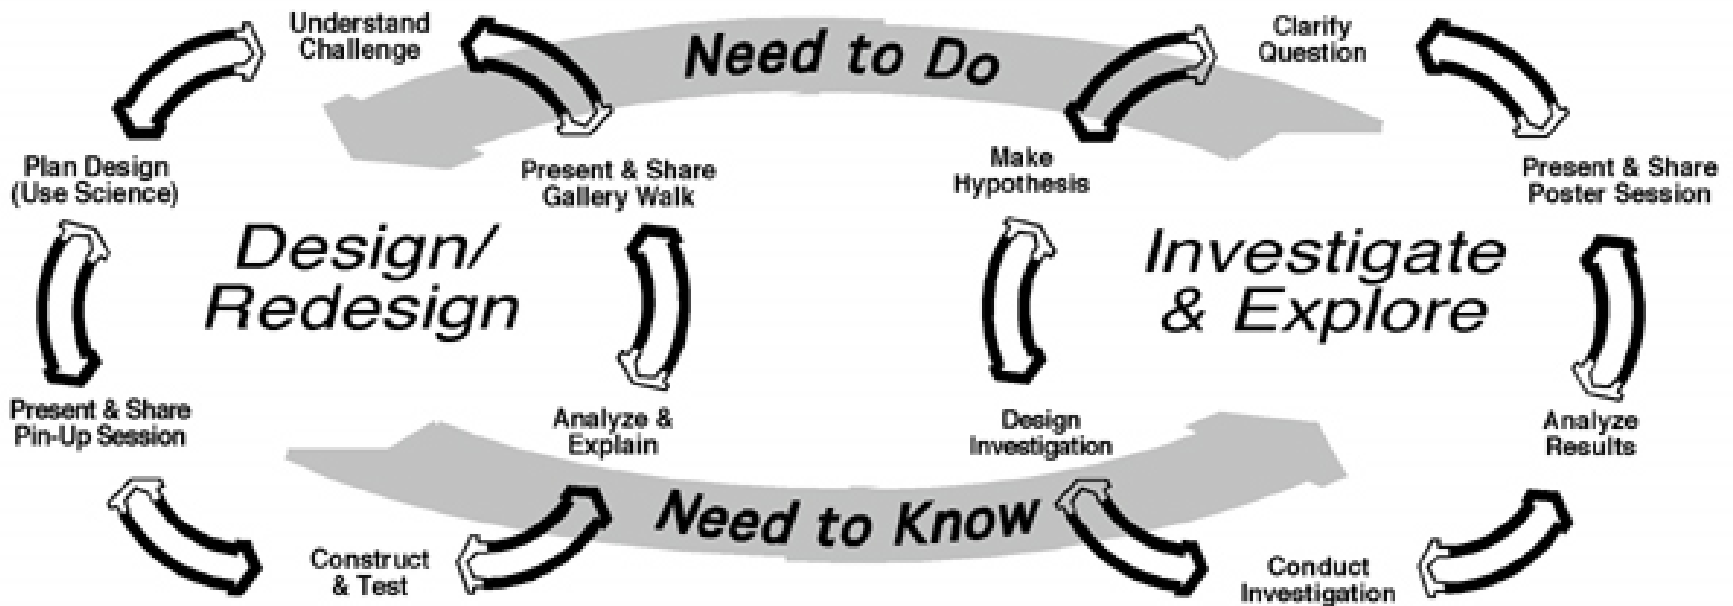 Understand
Challenge
Need to Do
Clarify
Question
Plan Design
(Use Science)
Present & Share
Gallery Walk
Make
Hypothesis
Present & Share
Poster Session
Design/
Redesign
Investigate
& Explore
Present & Share
Pin-Up Session
Analyze &
Explain
Design
Investigation
Analyze
Results
Need to Know
Construct
& Test
Conduct
Investigation